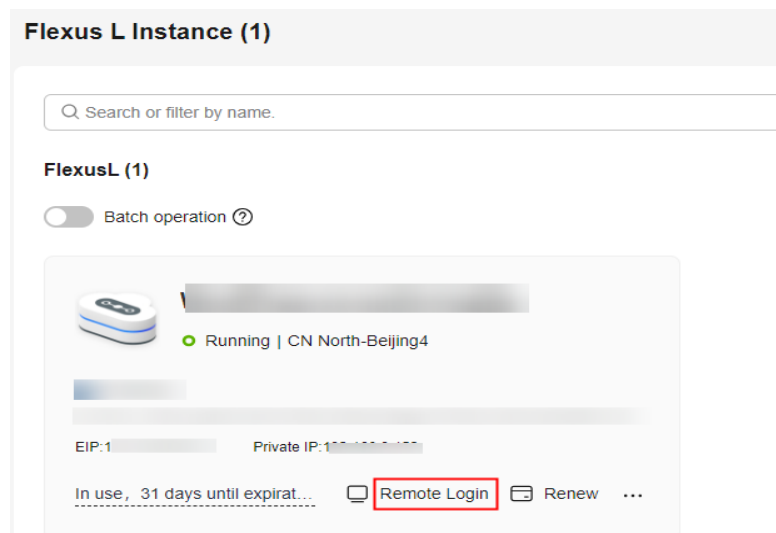 Flexus L Instance (1)
Search or filter by name.
FlexusL (1)
Batch operation
Running | CN North-Beijing4
EIP:1 Private IP:
In use, 31 days until expirat... Remote Login Renew ...